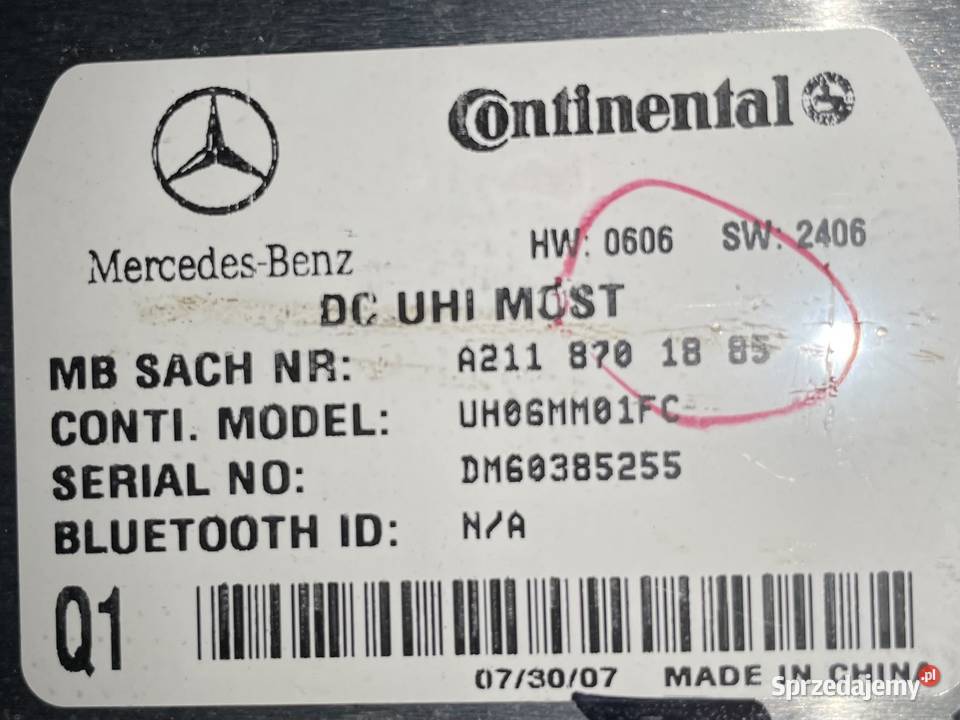 Continental
Mercedes-Benz
HW: 0606 SW: 2406
DC UHI MOST
MB SACH NR: A211 870 18 85
CONTI. MODEL: UH06MM01FC
SERIAL NO: DM60385255
BLUETOOTH ID: N/A
Q1
07/30/07 MADE IN CHINA
Sprzedajemy.pl